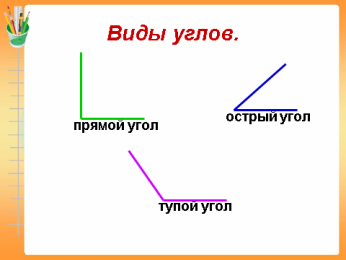 Виды углов.
прямой угол
острый угол
тупой угол